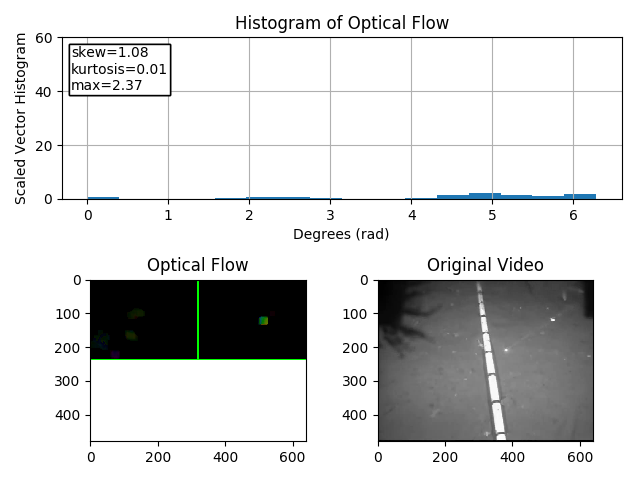 Histogram of Optical Flow
Scaled Vector Histogram
60
40
20
0
skew=1.08
kurtosis=0.01
max=2.37
0 1 2 3 4 5 6
Degrees (rad)
Optical Flow
0
100
200
300
400
0 200 400 600
Original Video
0
100
200
300
400
0 200 400 600